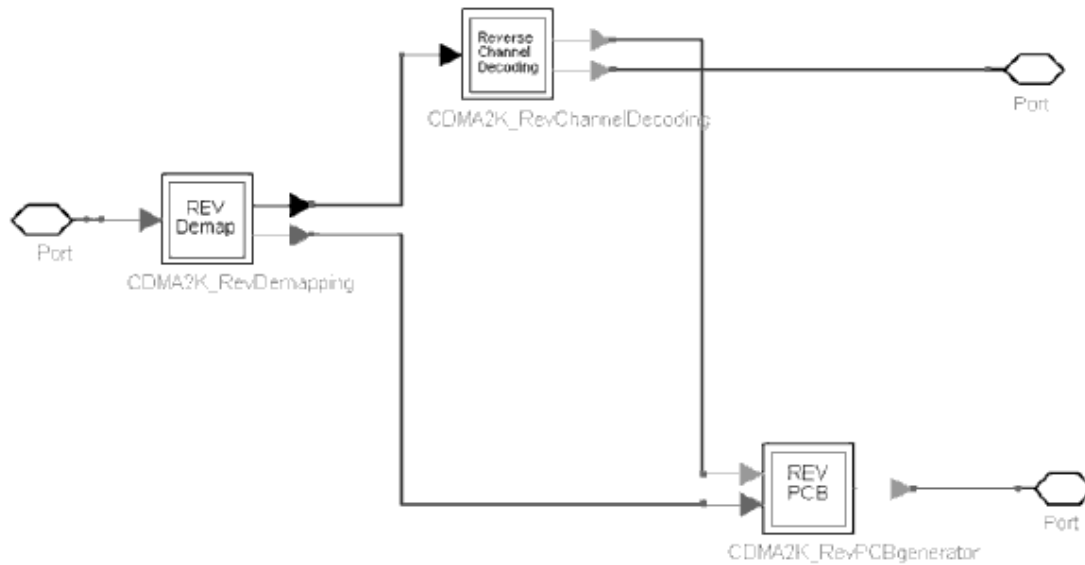 Reverse
Channel
Decoding
CDMA2K_RevChannelDecoding
Port
REV
Demap
Port
CDMA2K_RevDemapping
REV
PCB
CDMA2K_RevPCBgenerator
Port